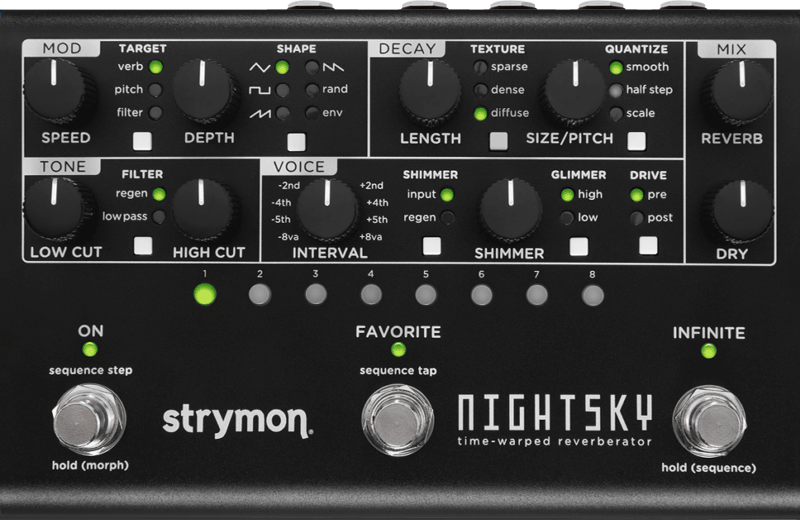 MOD
TARGET
SHAPE
DECAY
TEXTURE
QUANTIZE
MIX
verb
pitch
filter
rand
env
sparse
dense
diffuse
smooth
half step
scale
SPEED
DEPTH
LENGTH
SIZE/PITCH
REVERB
TONE
FILTER
VOICE
SHIMMER
GLIMMER
DRIVE
regen
lowpass
-2nd
-4th
-5th
-8va
+2nd
+4th
+5th
+8va
input
regen
high
low
pre
post
LOW CUT
HIGH CUT
INTERVAL
SHIMMER
DRY
1 2 3 4 5 6 7 8
ON
FAVORITE
INFINITE
sequence step
sequence tap
strymon®
NIGHTSKY
time-warped reverberator
hold (morph)
hold (sequence)